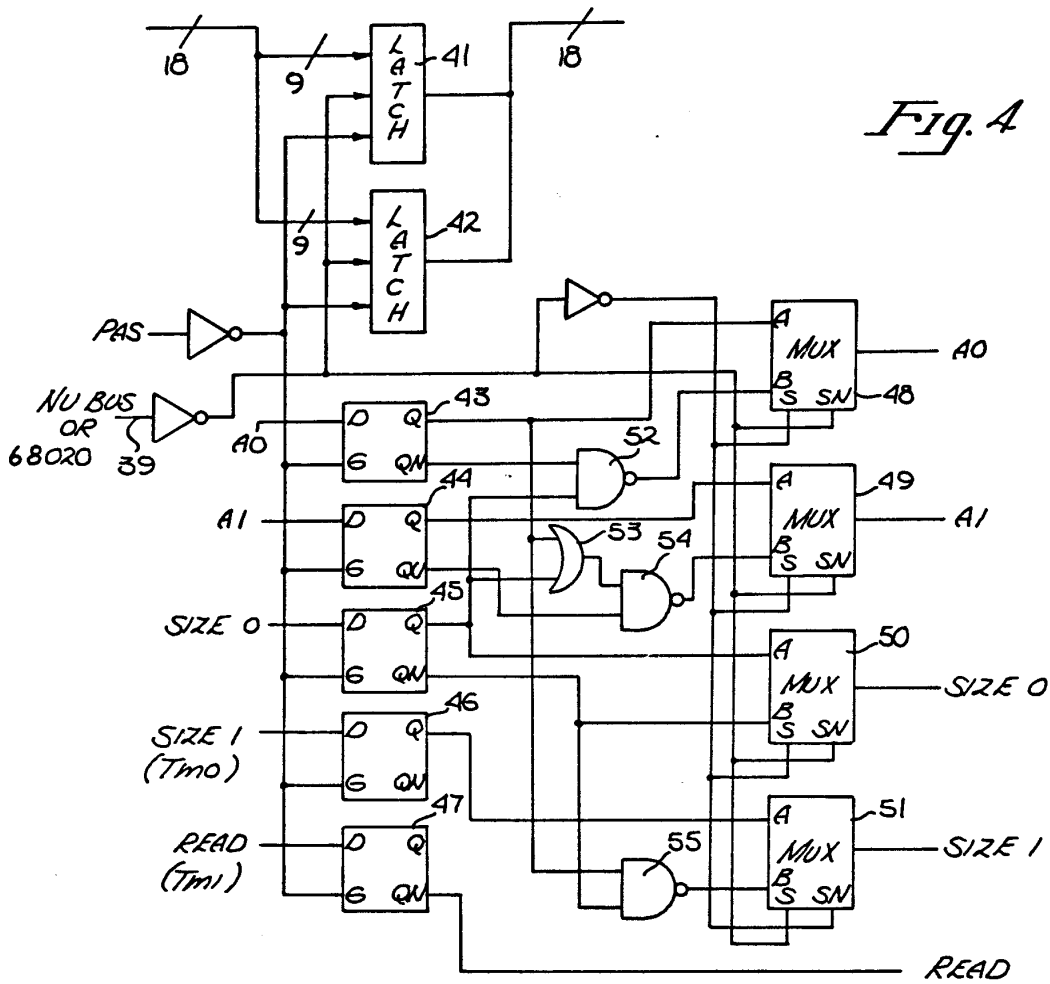 18
9
LATCH
41
18
Fig. 4
9
LATCH
42
PAS
NU BUS
OR
68020
39
A0
D Q
G QN
43
52
A
MUX
B
S SN
48
A0
A1
D Q
G QN
44
53
54
A
MUX
B
S SN
49
A1
SIZE 0
D Q
G QN
45
A
MUX
B
S SN
50
SIZE 0
SIZE 1
(Tm0)
D Q
G QN
46
READ
(Tm1)
D Q
G QN
47
55
A
MUX
B
S SN
51
SIZE 1
READ